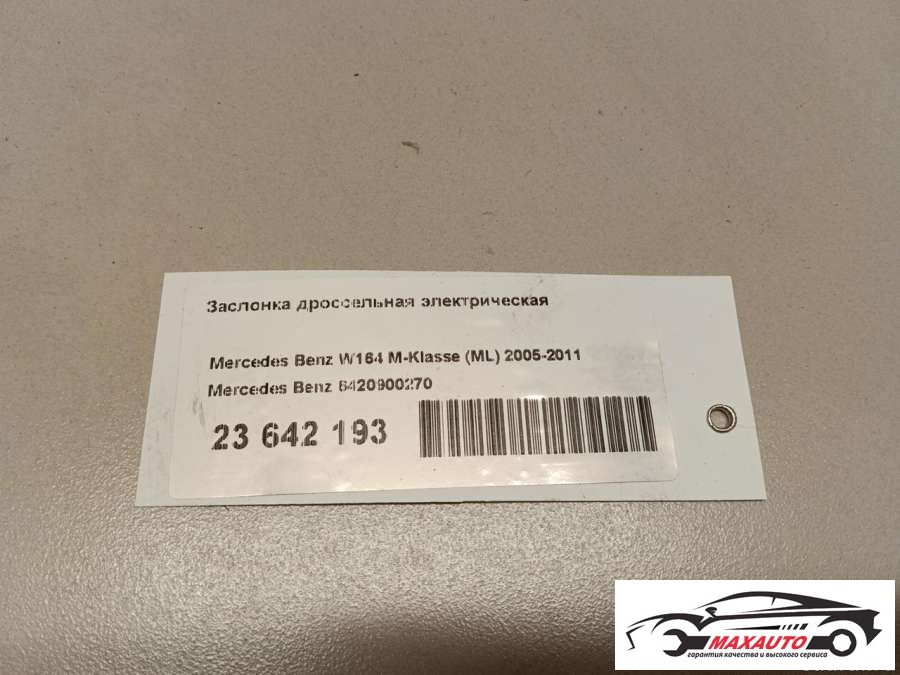 Заслонка дроссельная электрическая
Mercedes Benz W164 M-Klasse (ML) 2005-2011
Mercedes Benz 6420900270
23 642 193
MAXAUTO
гарантия качества и высокого сервиса